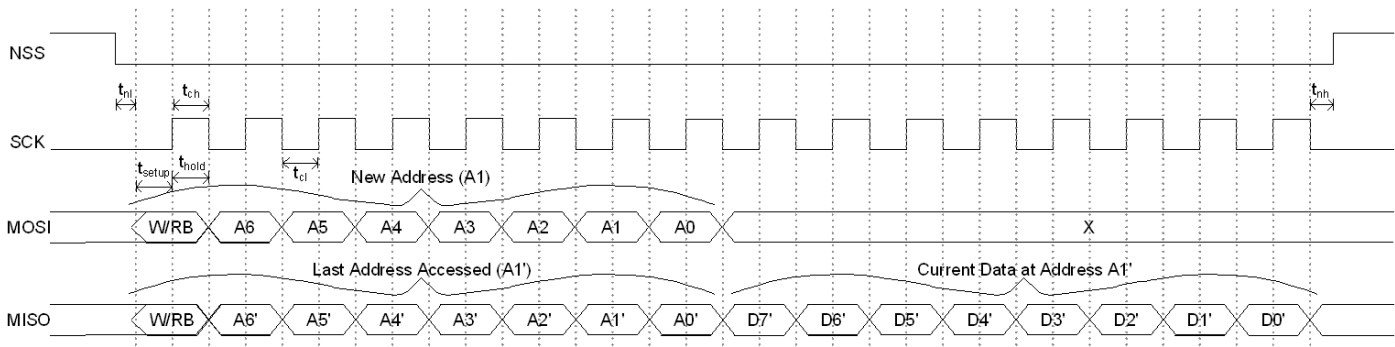 NSS
t_nl t_ch t_nh
SCK
t_setup t_hold t_cl
New Address (A1)
MOSI W/RB A6 A5 A4 A3 A2 A1 A0 X
Last Address Accessed (A1') Current Data at Address A1'
MISO W/RB A6' A5' A4' A3' A2' A1' A0' D7' D6' D5' D4' D3' D2' D1' D0'